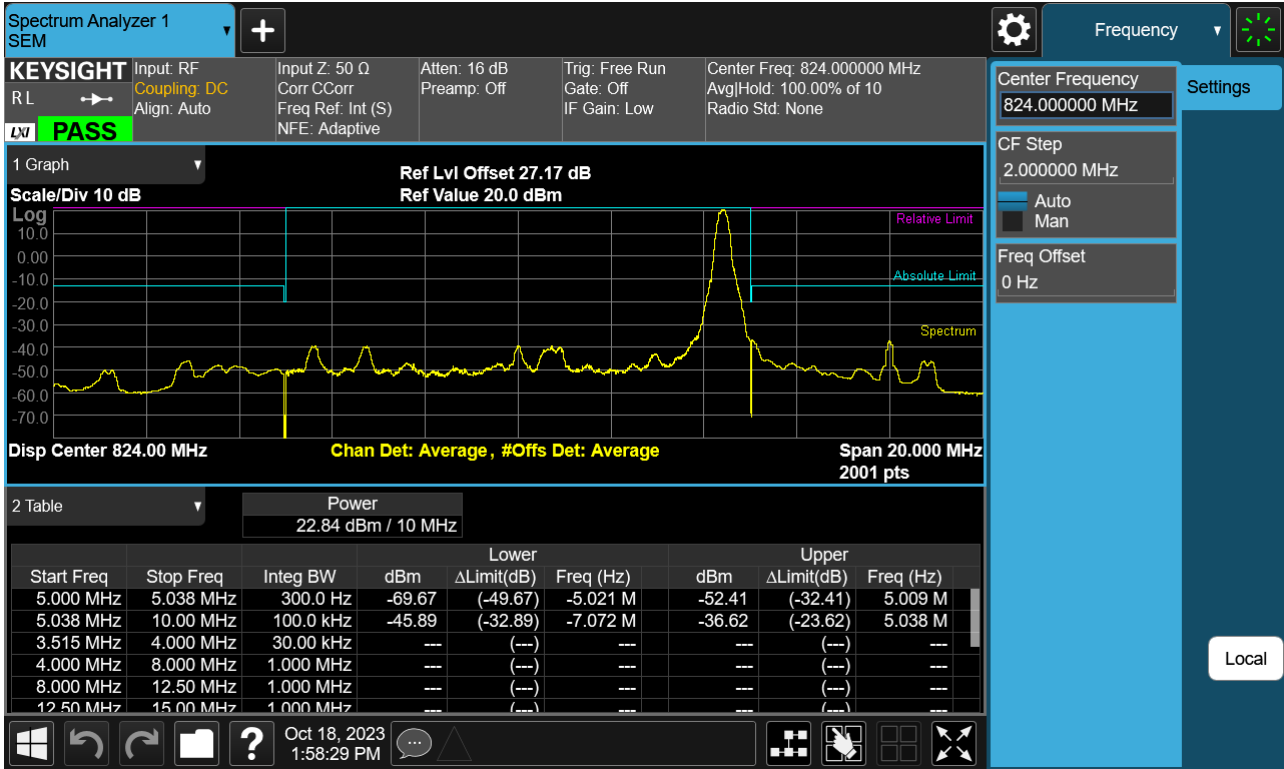 Spectrum Analyzer 1
SEM
Frequency
KEYSIGHT
R L
LXI PASS
Input: RF
Coupling: DC
Align: Auto
Input Z: 50 Ω
Corr CCorr
Freq Ref: Int (S)
NFE: Adaptive
Atten: 16 dB
Preamp: Off
Trig: Free Run
Gate: Off
IF Gain: Low
Center Freq: 824.000000 MHz
Avg|Hold: 100.00% of 10
Radio Std: None
Center Frequency
824.000000 MHz
Settings
CF Step
2.000000 MHz
Auto
Man
Freq Offset
0 Hz
Local
1 Graph
Ref Lvl Offset 27.17 dB
Scale/Div 10 dB
Ref Value 20.0 dBm
Log
10.0
0.00
-10.0
-20.0
-30.0
-40.0
-50.0
-60.0
-70.0
Relative Limit
Absolute Limit
Spectrum
Disp Center 824.00 MHz
Chan Det: Average , #Offs Det: Average
Span 20.000 MHz
2001 pts
2 Table
Power
22.84 dBm / 10 MHz
Lower Upper
Start Freq Stop Freq Integ BW dBm ΔLimit(dB) Freq (Hz) dBm ΔLimit(dB) Freq (Hz)
5.000 MHz 5.038 MHz 300.0 Hz -69.67 (-49.67) -5.021 M -52.41 (-32.41) 5.009 M
5.038 MHz 10.00 MHz 100.0 kHz -45.89 (-32.89) -7.072 M -36.62 (-23.62) 5.038 M
3.515 MHz 4.000 MHz 30.00 kHz --- (---) --- --- (---) ---
4.000 MHz 8.000 MHz 1.000 MHz --- (---) --- --- (---) ---
8.000 MHz 12.50 MHz 1.000 MHz --- (---) --- --- (---) ---
12.50 MHz 15.00 MHz 1.000 MHz --- (---) --- --- (---) ---
Oct 18, 2023
1:58:29 PM